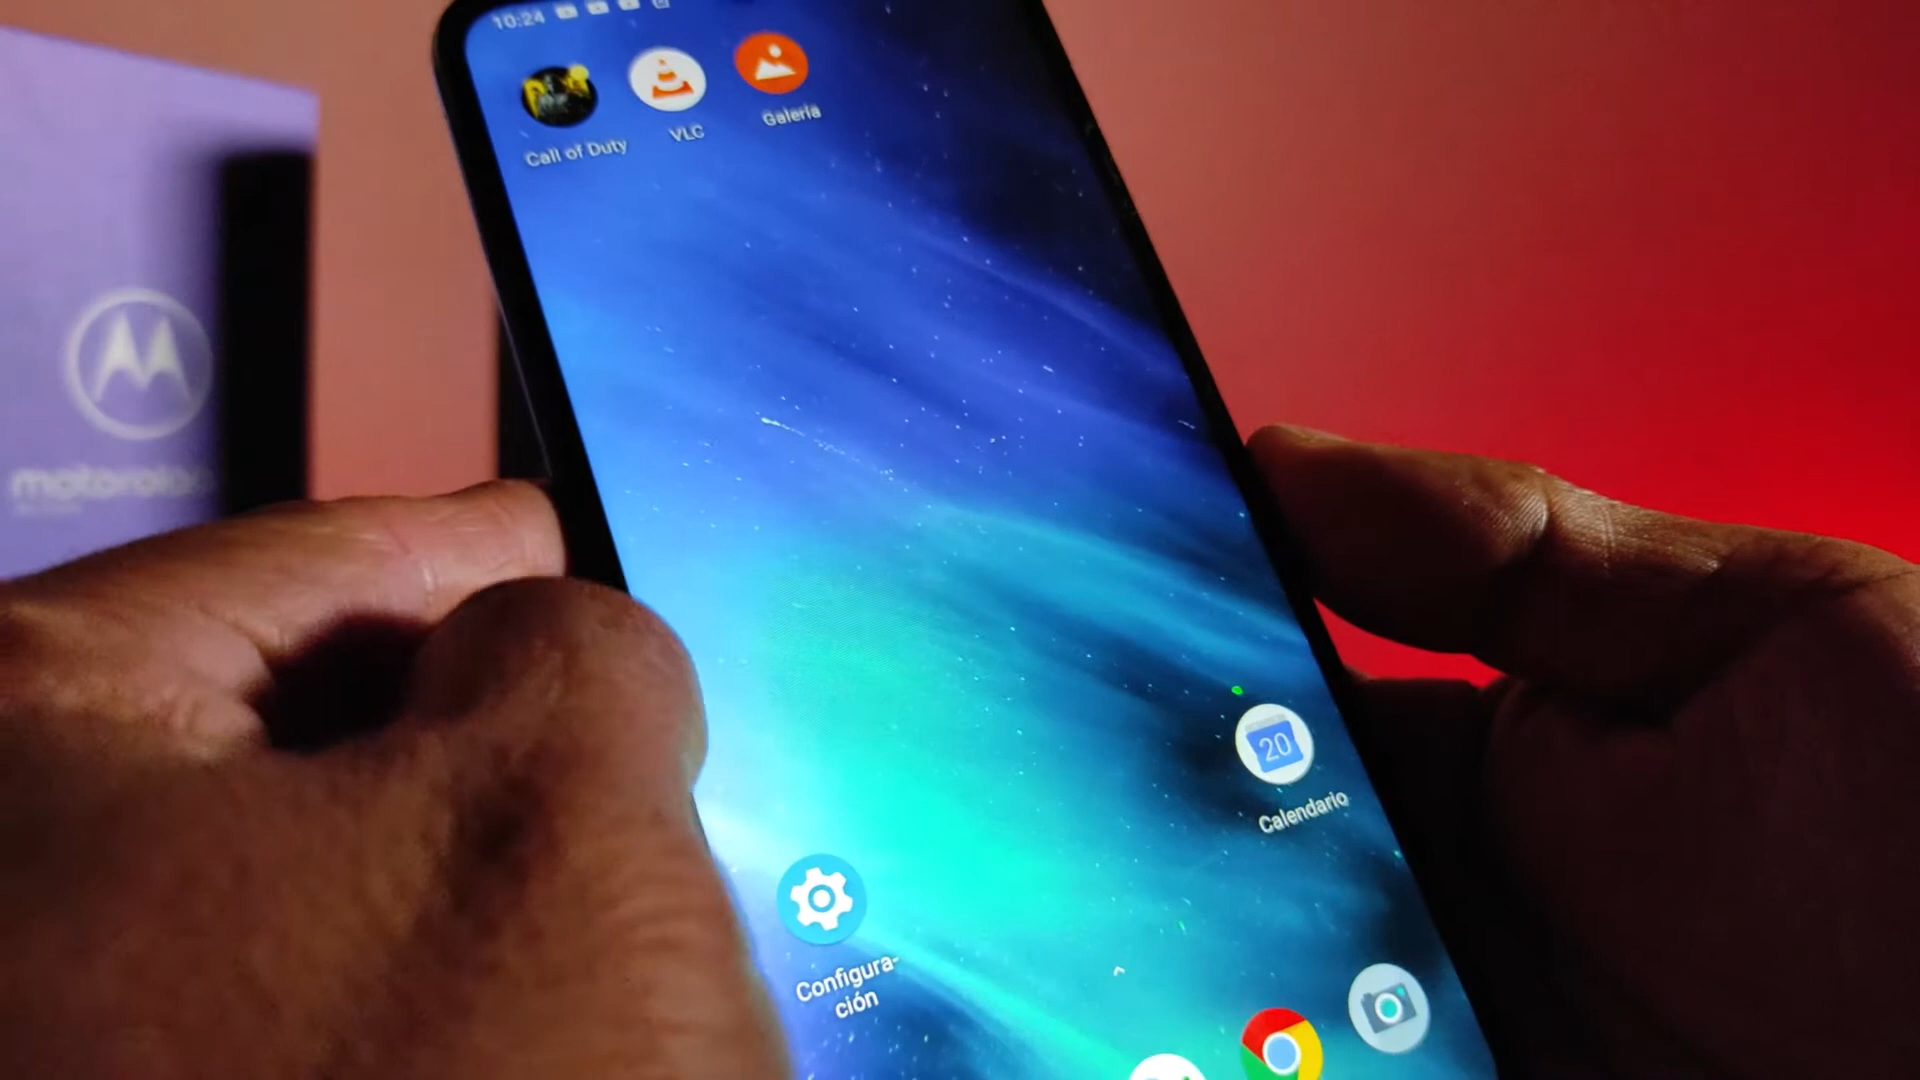 10:24
Call of Duty
VLC
Galería
motorola
20
Calendario
Configura-
ción